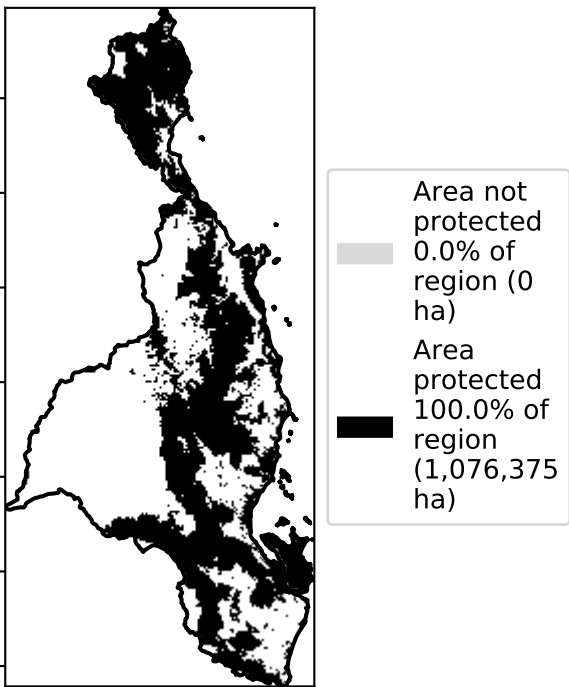 Area not
protected
0.0% of
region (0
ha)
Area
protected
100.0% of
region
(1,076,375
ha)